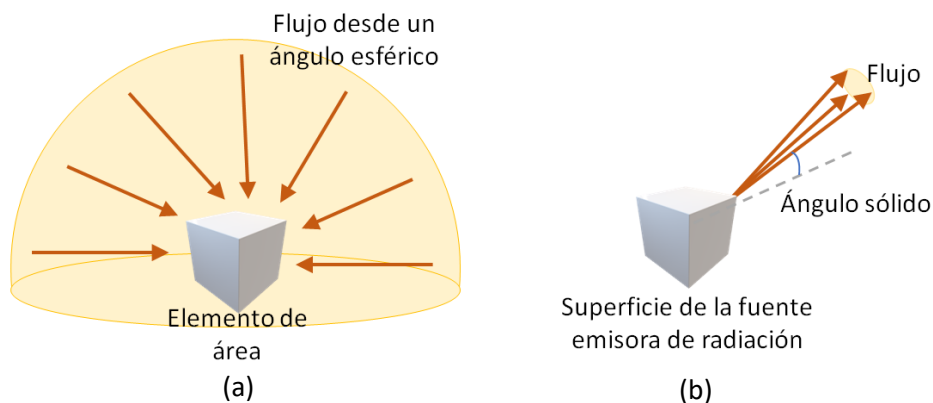 Flujo desde un
ángulo esférico
Elemento de
área
(a)
Flujo
Ángulo sólido
Superficie de la fuente
emisora de radiación
(b)